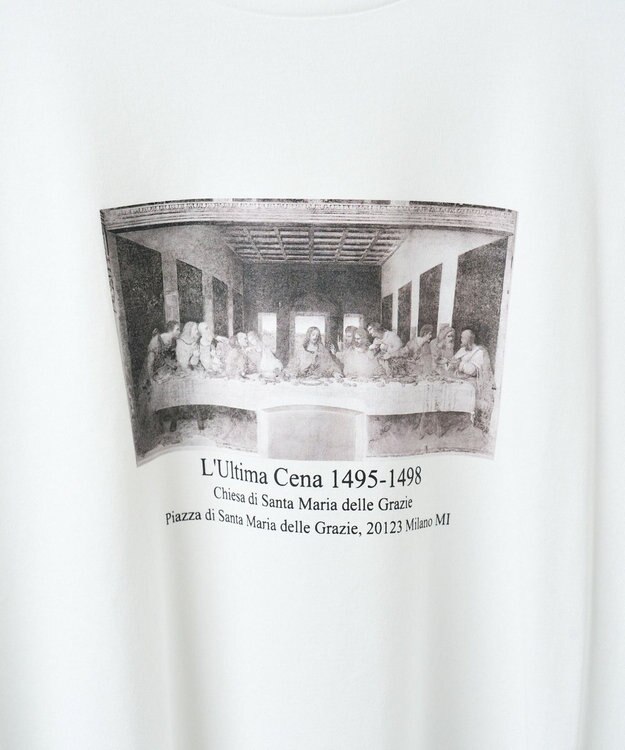 L'Ultima Cena 1495-1498
Chiesa di Santa Maria delle Grazie
Piazza di Santa Maria delle Grazie, 20123 Milano MI